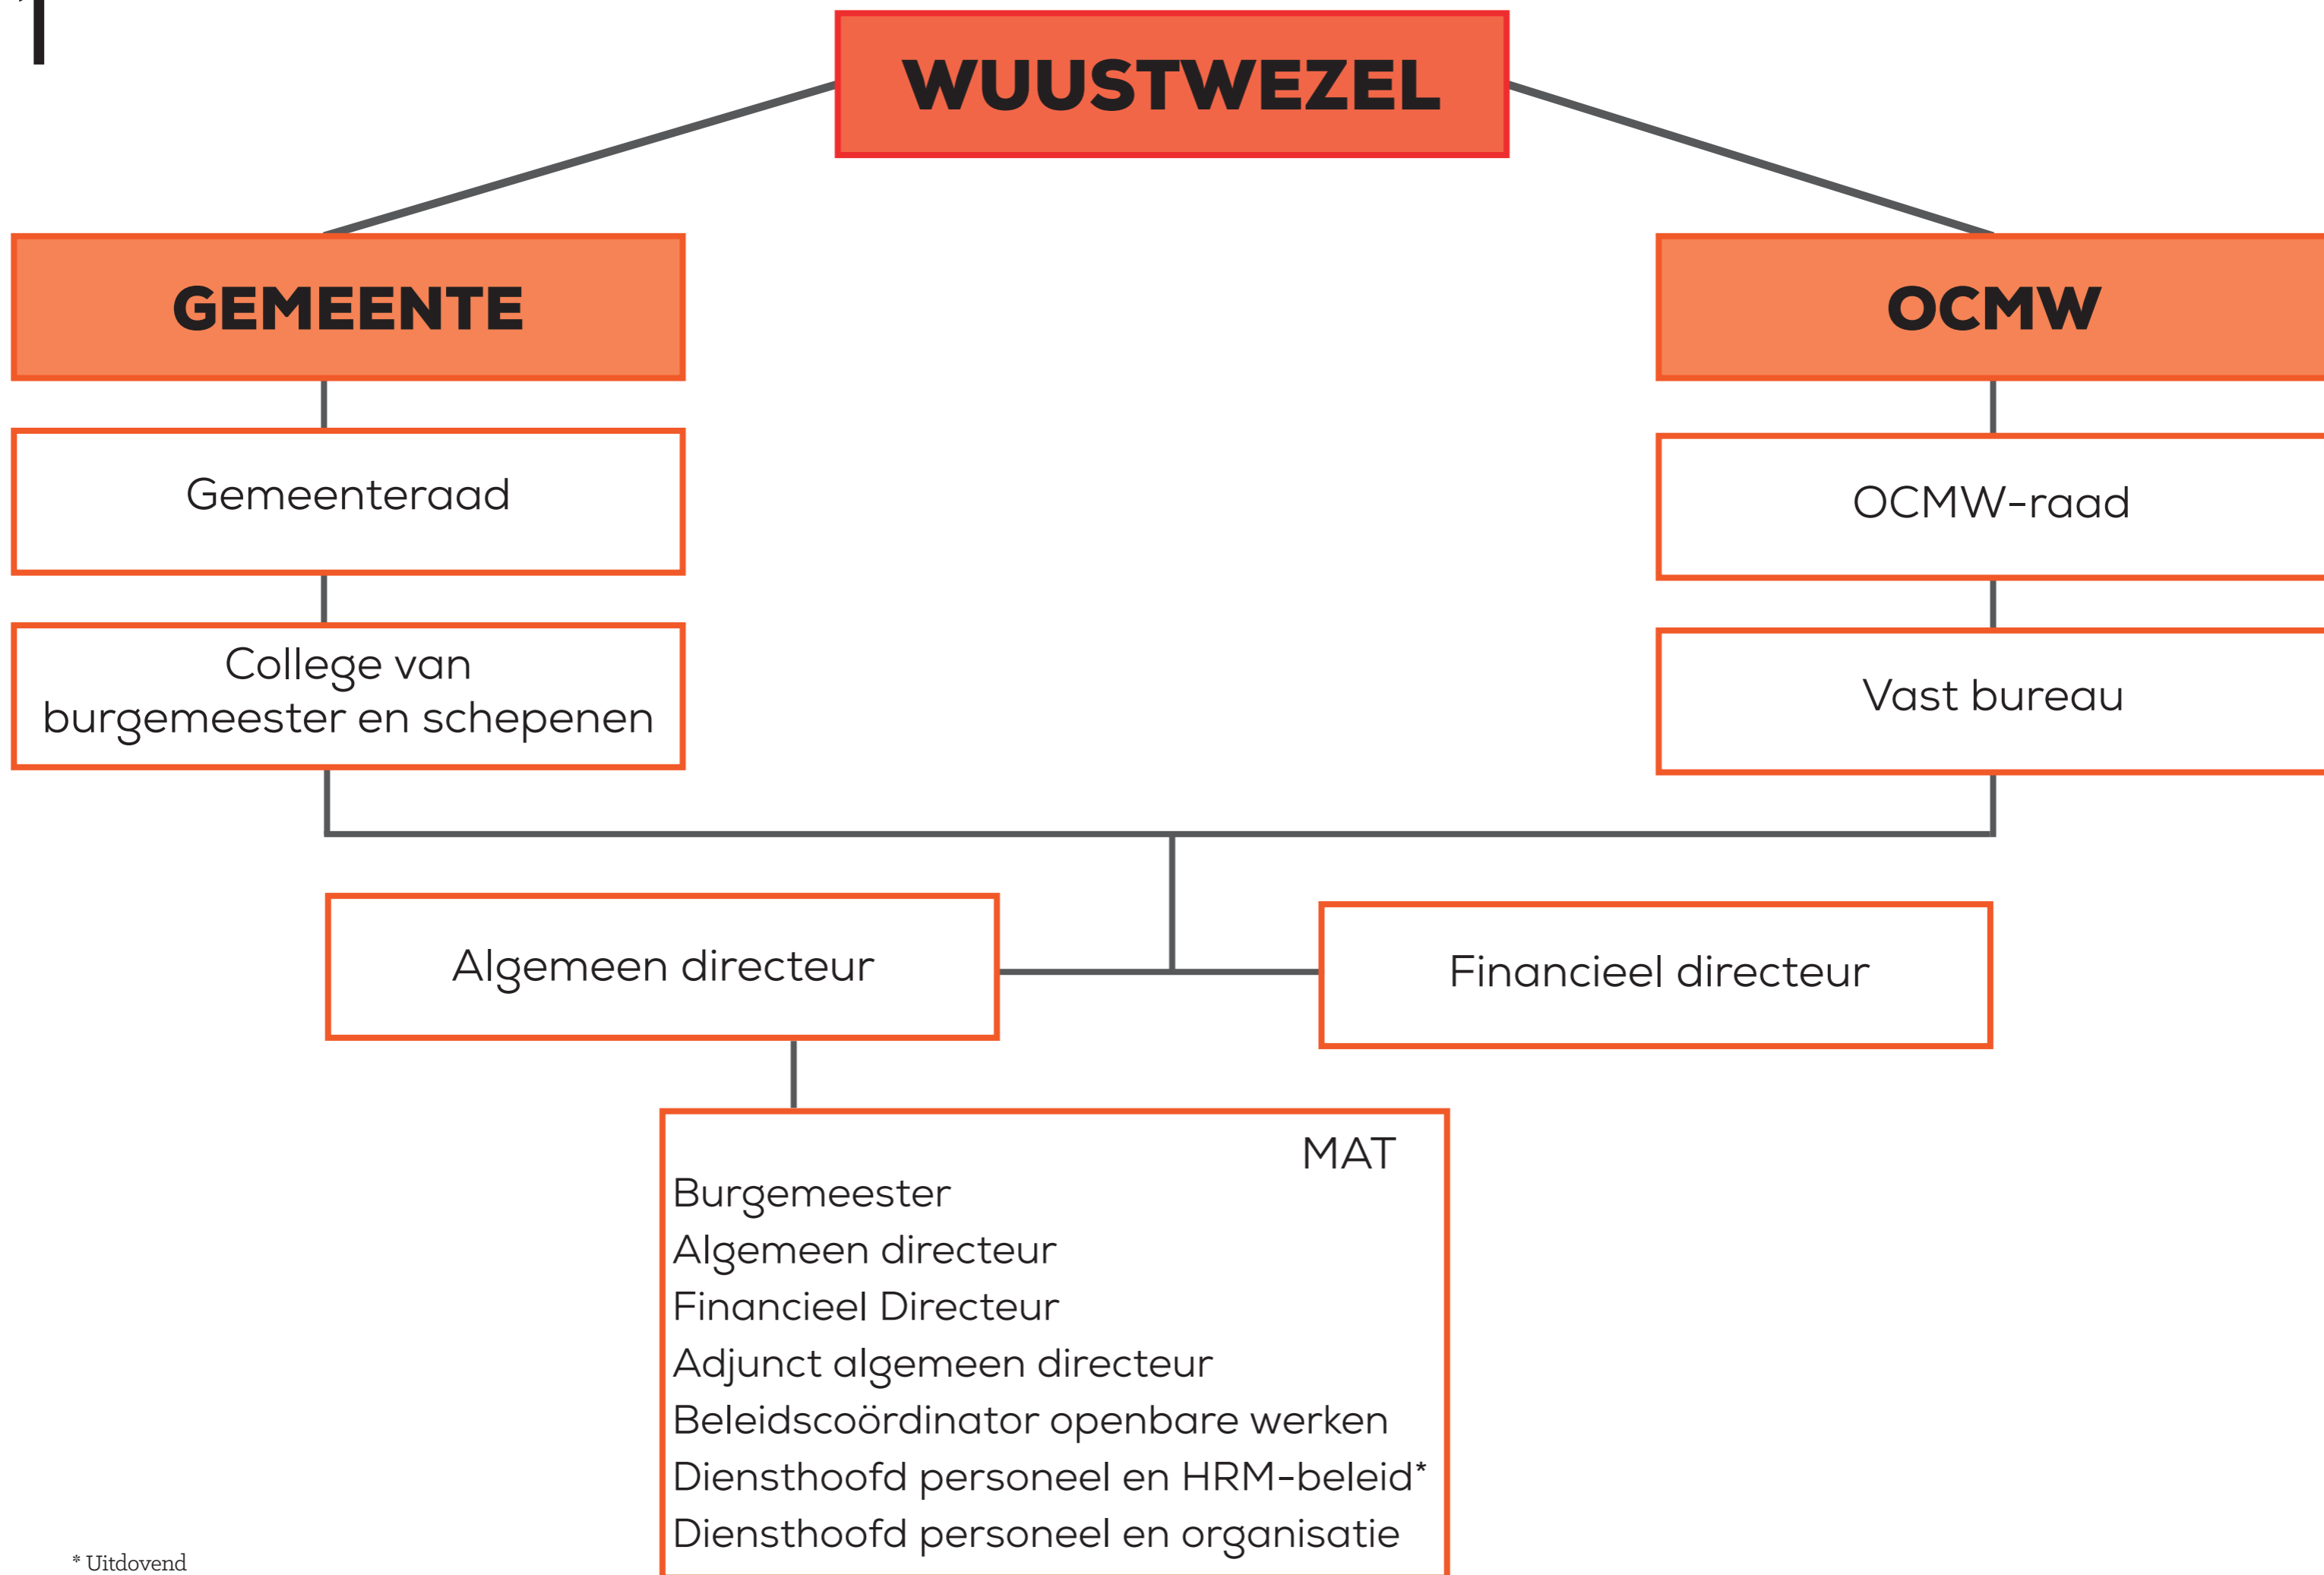 1
WUUSTWEZEL
GEMEENTE
OCMW
Gemeenteraad
OCMW-raad
College van
burgemeester en schepenen
Vast bureau
Algemeen directeur
Financieel directeur
MAT
Burgemeester
Algemeen directeur
Financieel Directeur
Adjunct algemeen directeur
Beleidscoördinator openbare werken
Diensthoofd personeel en HRM-beleid*
Diensthoofd personeel en organisatie
* Uitdovend